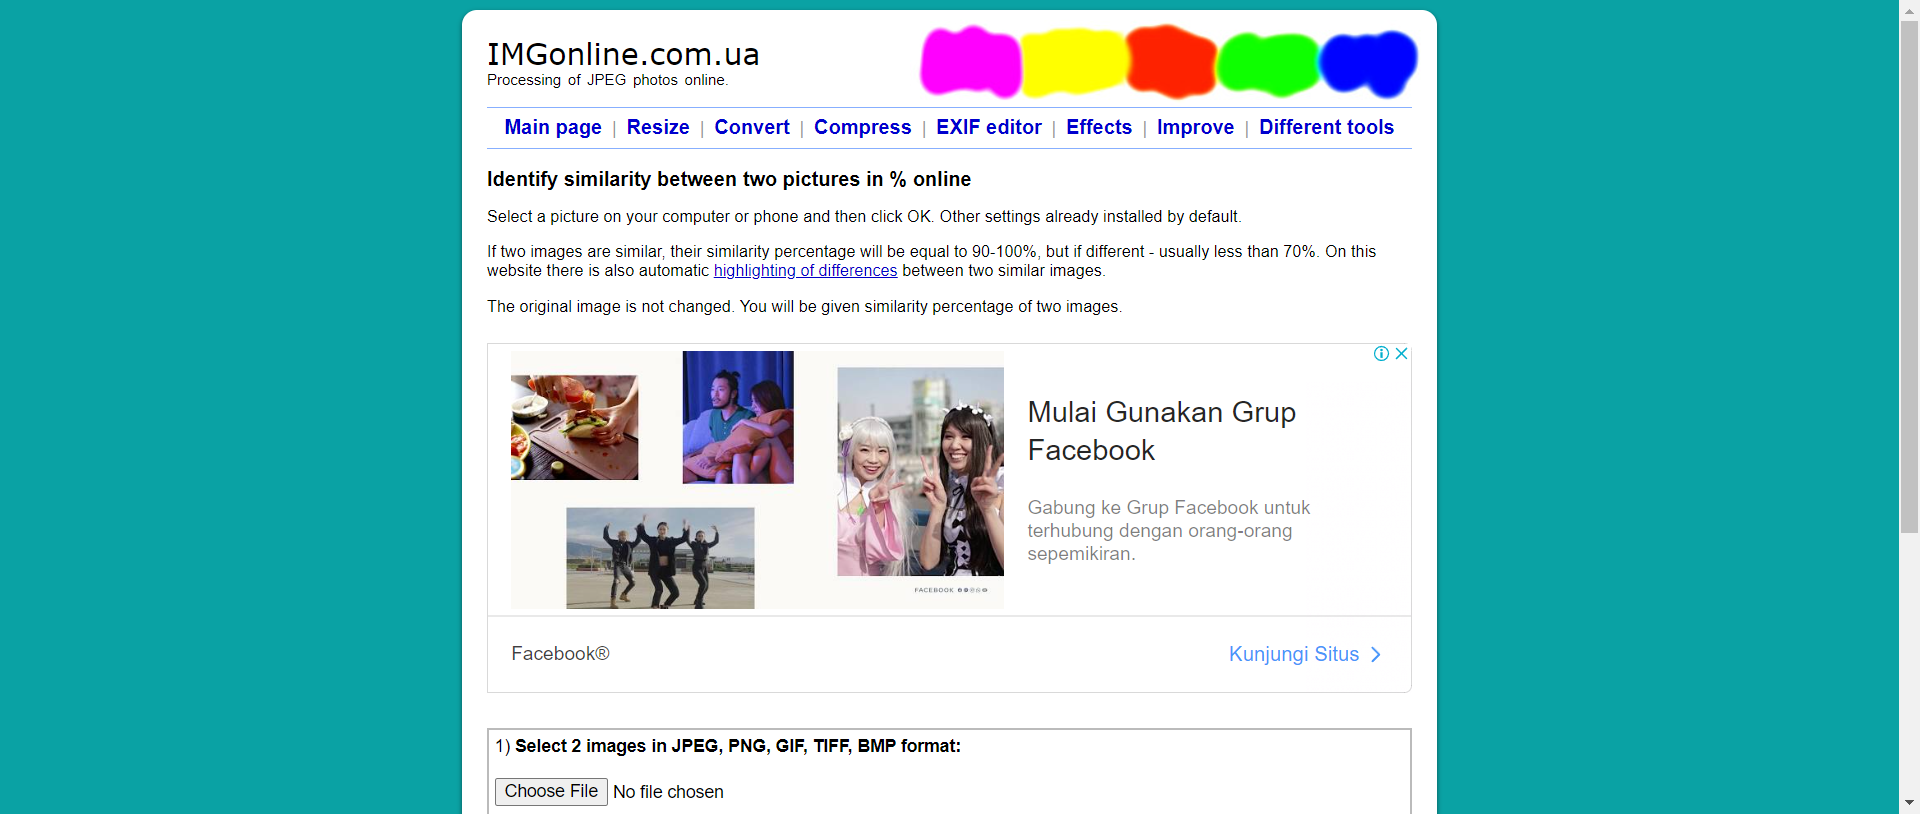 IMGonline.com.ua
Processing of JPEG photos online.
Main page | Resize | Convert | Compress | EXIF editor | Effects | Improve | Different tools
Identify similarity between two pictures in % online
Select a picture on your computer or phone and then click OK. Other settings already installed by default.
If two images are similar, their similarity percentage will be equal to 90-100%, but if different - usually less than 70%. On this
website there is also automatic highlighting of differences between two similar images.
The original image is not changed. You will be given similarity percentage of two images.
Mulai Gunakan Grup
Facebook
Gabung ke Grup Facebook untuk
terhubung dengan orang-orang
sepemikiran.
FACEBOOK
Facebook®
Kunjungi Situs
1) Select 2 images in JPEG, PNG, GIF, TIFF, BMP format:
Choose File No file chosen